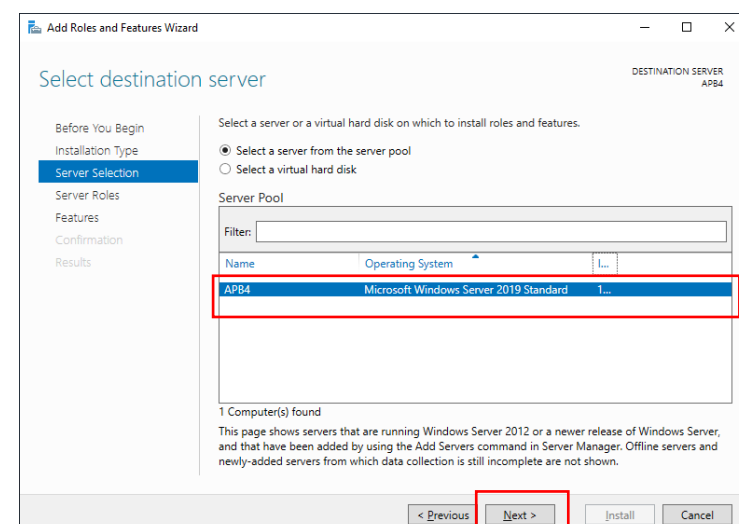 Add Roles and Features Wizard
Select destination server
DESTINATION SERVER
APB4
Before You Begin
Installation Type
Server Selection
Server Roles
Features
Confirmation
Results
Select a server or a virtual hard disk on which to install roles and features.
Select a server from the server pool
Select a virtual hard disk
Server Pool
Filter:
Name Operating System I...
APB4 Microsoft Windows Server 2019 Standard 1...
1 Computer(s) found
This page shows servers that are running Windows Server 2012 or a newer release of Windows Server,
and that have been added by using the Add Servers command in Server Manager. Offline servers and
newly-added servers from which data collection is still incomplete are not shown.
< Previous Next > Install Cancel